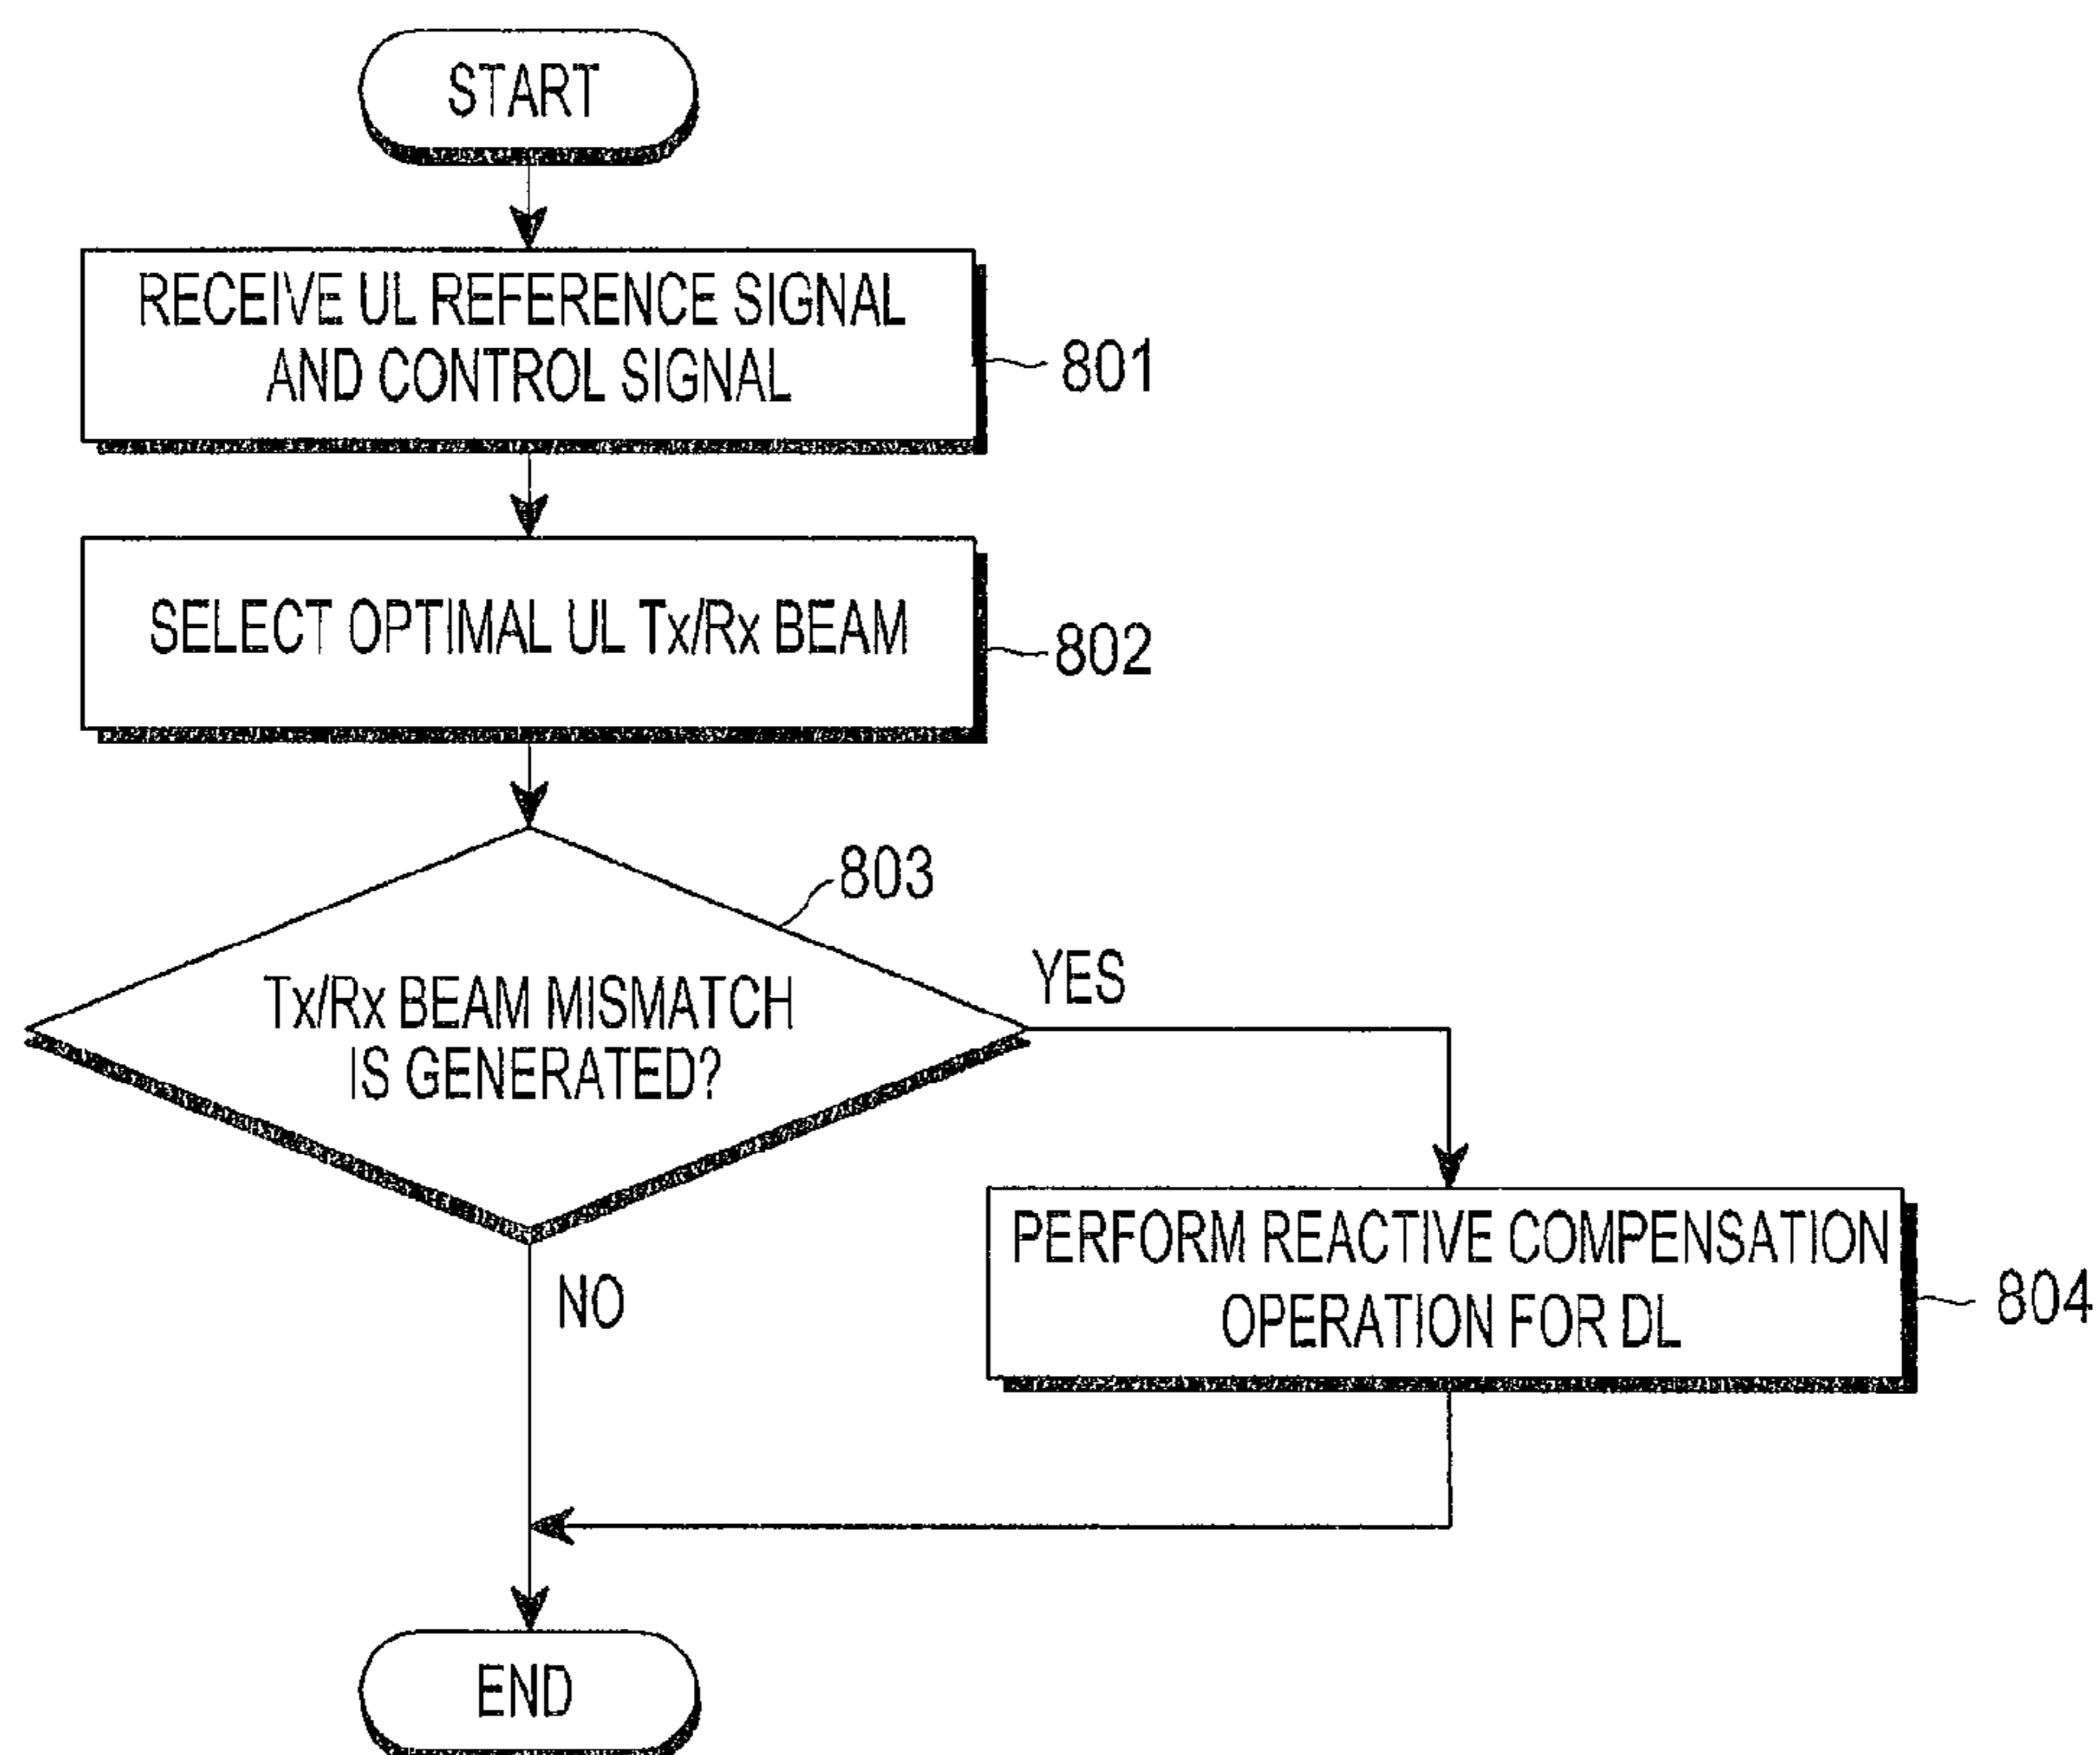 START
RECEIVE UL REFERENCE SIGNAL
AND CONTROL SIGNAL
801
SELECT OPTIMAL UL Tx/Rx BEAM
802
803
Tx/Rx BEAM MISMATCH
IS GENERATED?
YES
NO
PERFORM REACTIVE COMPENSATION
OPERATION FOR DL
804
END